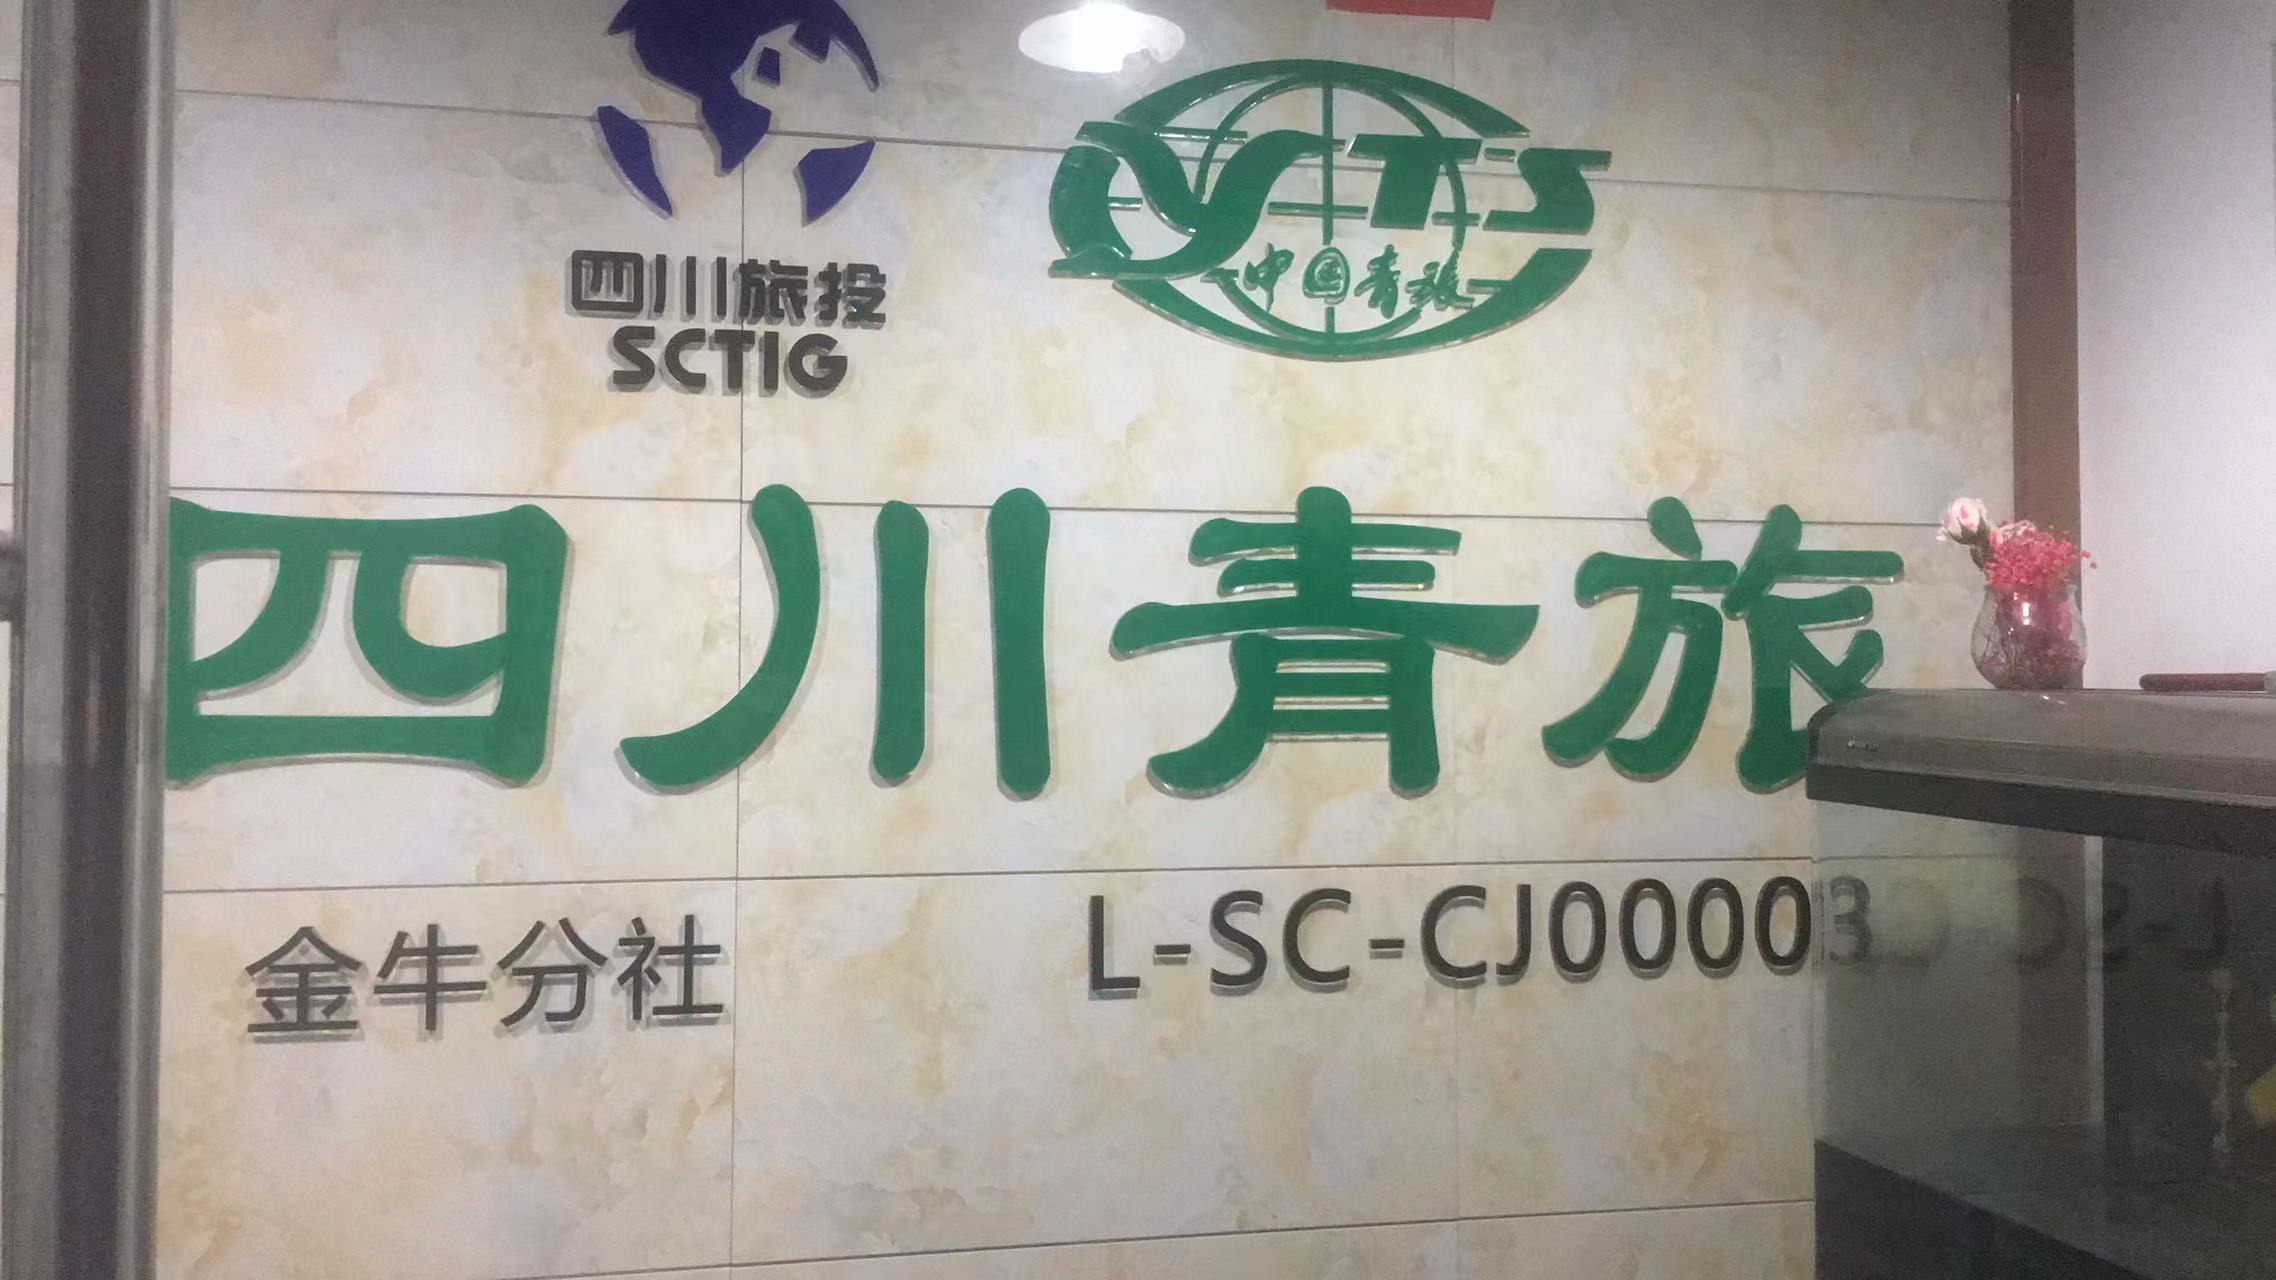 四川旅投
SCTIG
CYTS
中国青旅
四川青旅
金牛分社
L-SC-CJ00003